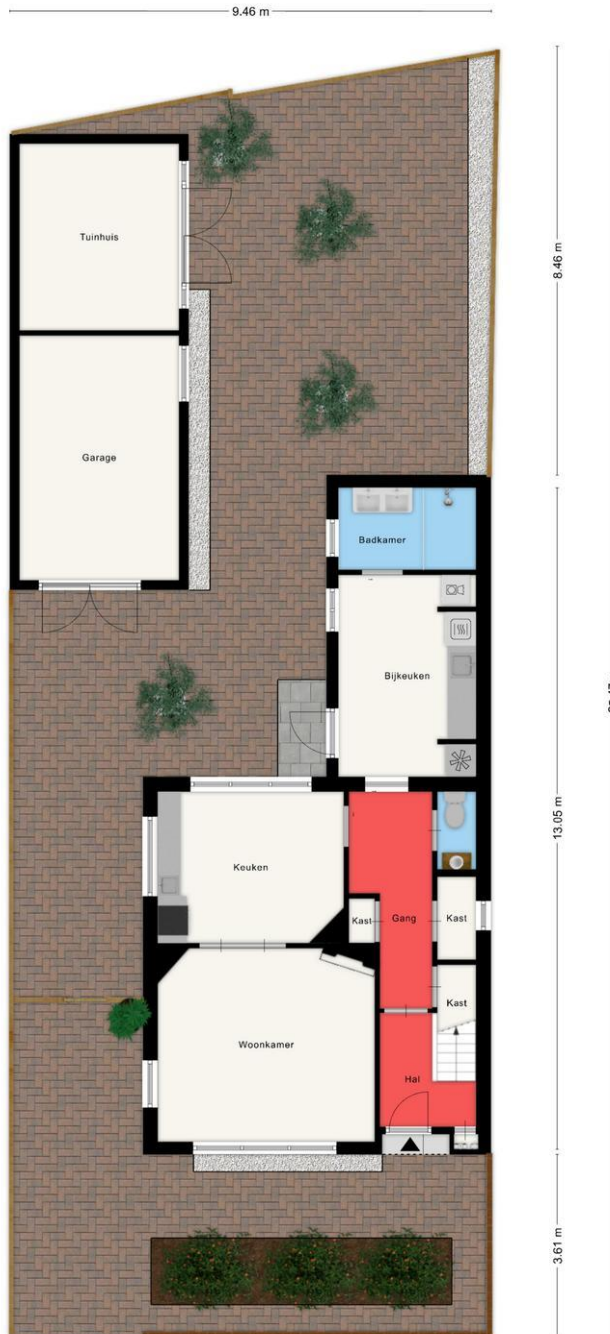 9.46 m
Tuinhuis
8.46 m
Garage
Badkamer
Bijkeuken
13.05 m
Keuken
Kast
Gang
Kast
Kast
Woonkamer
Hal
3.61 m